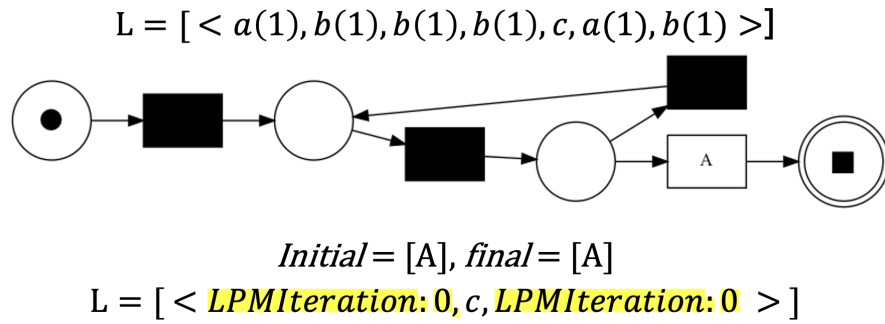 L = [ < a(1), b(1), b(1), b(1), c, a(1), b(1) >]
A
Initial = [A], final = [A]
L = [ < LPMIteration: 0, c, LPMIteration: 0 > ]